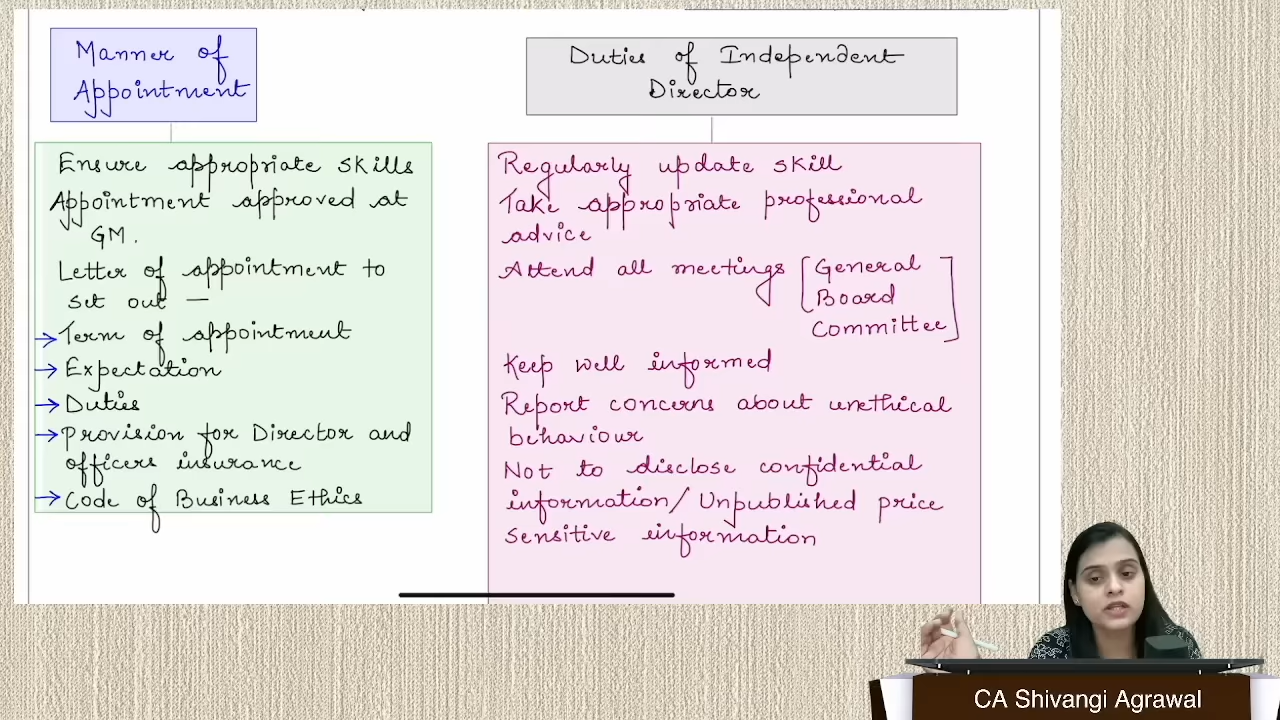 Manner of
Appointment
Ensure appropriate skills
Appointment approved at
GM.
Letter of appointment to
set out —
→ Term of appointment
→ Expectation
→ Duties
→ Provision for Director and
officers insurance
→ Code of Business Ethics
Duties of Independent
Director
Regularly update skill
Take appropriate professional
advice
Attend all meetings [General
Board
Committee]
Keep well informed
Report concerns about unethical
behaviour
Not to disclose confidential
information/ Unpublished price
sensitive information
CA Shivangi Agrawal